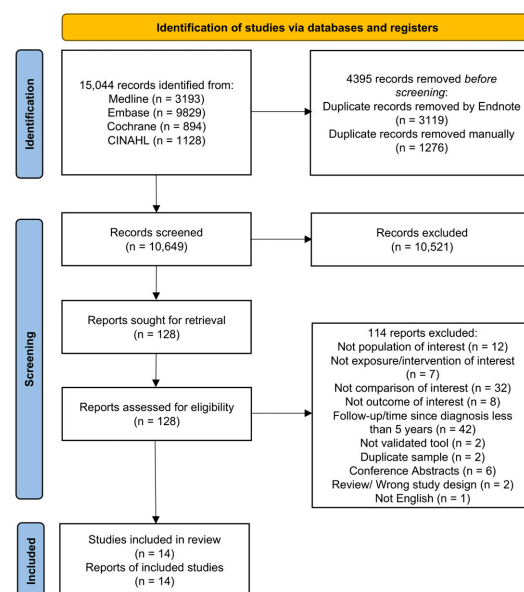 Identification of studies via databases and registers
Identification
15,044 records identified from:
Medline (n = 3193)
Embase (n = 9829)
Cochrane (n = 894)
CINAHL (n = 1128)
4395 records removed before
screening:
Duplicate records removed by Endnote
(n = 3119)
Duplicate records removed manually
(n = 1276)
Screening
Records screened
(n = 10,649)
Records excluded
(n = 10,521)
Reports sought for retrieval
(n = 128)
Reports assessed for eligibility
(n = 128)
114 reports excluded:
Not population of interest (n = 12)
Not exposure/intervention of interest
(n = 7)
Not comparison of interest (n = 32)
Not outcome of interest (n = 8)
Follow-up/time since diagnosis less
than 5 years (n = 42)
Not validated tool (n = 2)
Duplicate sample (n = 2)
Conference Abstracts (n = 6)
Review/ Wrong study design (n = 2)
Not English (n = 1)
Included
Studies included in review
(n = 14)
Reports of included studies
(n = 14)